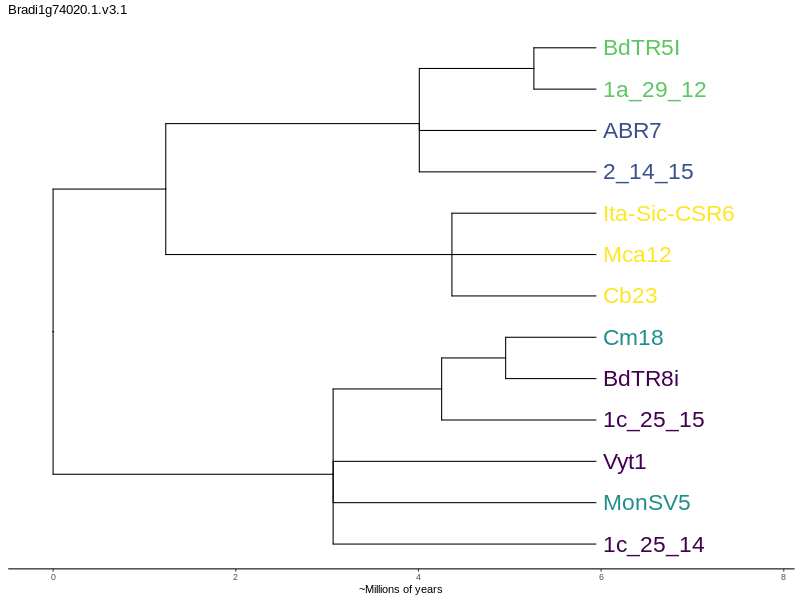 Bradi1g74020.1.v3.1
BdTR5I
1a_29_12
ABR7
2_14_15
Ita-Sic-CSR6
Mca12
Cb23
Cm18
BdTR8i
1c_25_15
Vyt1
MonSV5
1c_25_14
0 2 4 6 8
~Millions of years